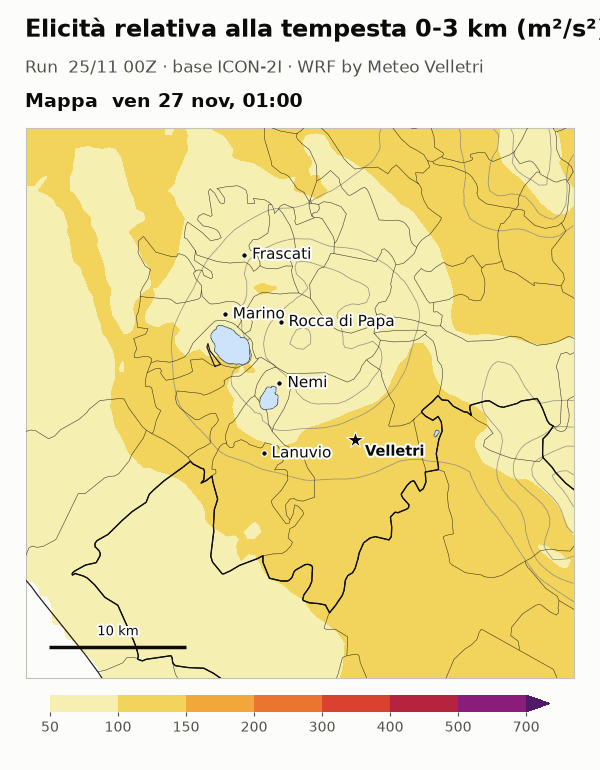 Elicità relativa alla tempesta 0-3 km (m²/s²)
Run 25/11 00Z · base ICON-2I · WRF by Meteo Velletri
Mappa ven 27 nov, 01:00
Frascati
Marino
Rocca di Papa
Nemi
Velletri
Lanuvio
10 km
50 100 150 200 300 400 500 700